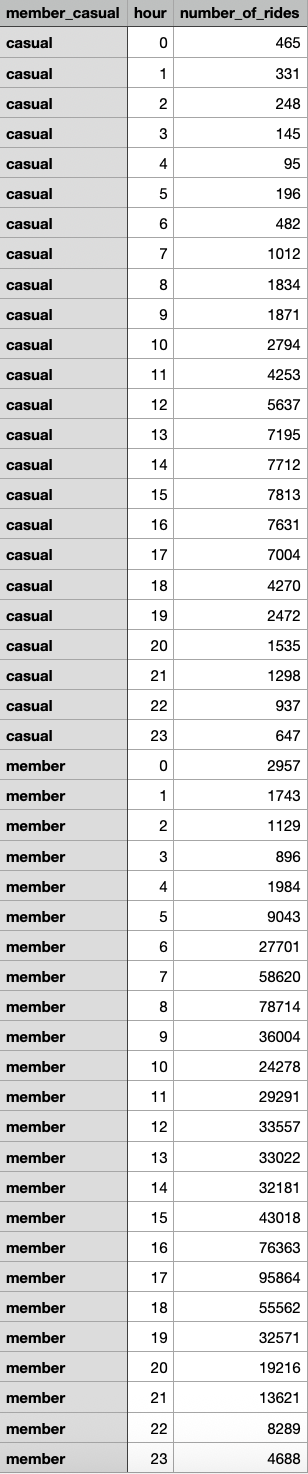 member_casual hour number_of_rides
casual 0 465
casual 1 331
casual 2 248
casual 3 145
casual 4 95
casual 5 196
casual 6 482
casual 7 1012
casual 8 1834
casual 9 1871
casual 10 2794
casual 11 4253
casual 12 5637
casual 13 7195
casual 14 7712
casual 15 7813
casual 16 7631
casual 17 7004
casual 18 4270
casual 19 2472
casual 20 1535
casual 21 1298
casual 22 937
casual 23 647
member 0 2957
member 1 1743
member 2 1129
member 3 896
member 4 1984
member 5 9043
member 6 27701
member 7 58620
member 8 78714
member 9 36004
member 10 24278
member 11 29291
member 12 33557
member 13 33022
member 14 32181
member 15 43018
member 16 76363
member 17 95864
member 18 55562
member 19 32571
member 20 19216
member 21 13621
member 22 8289
member 23 4688